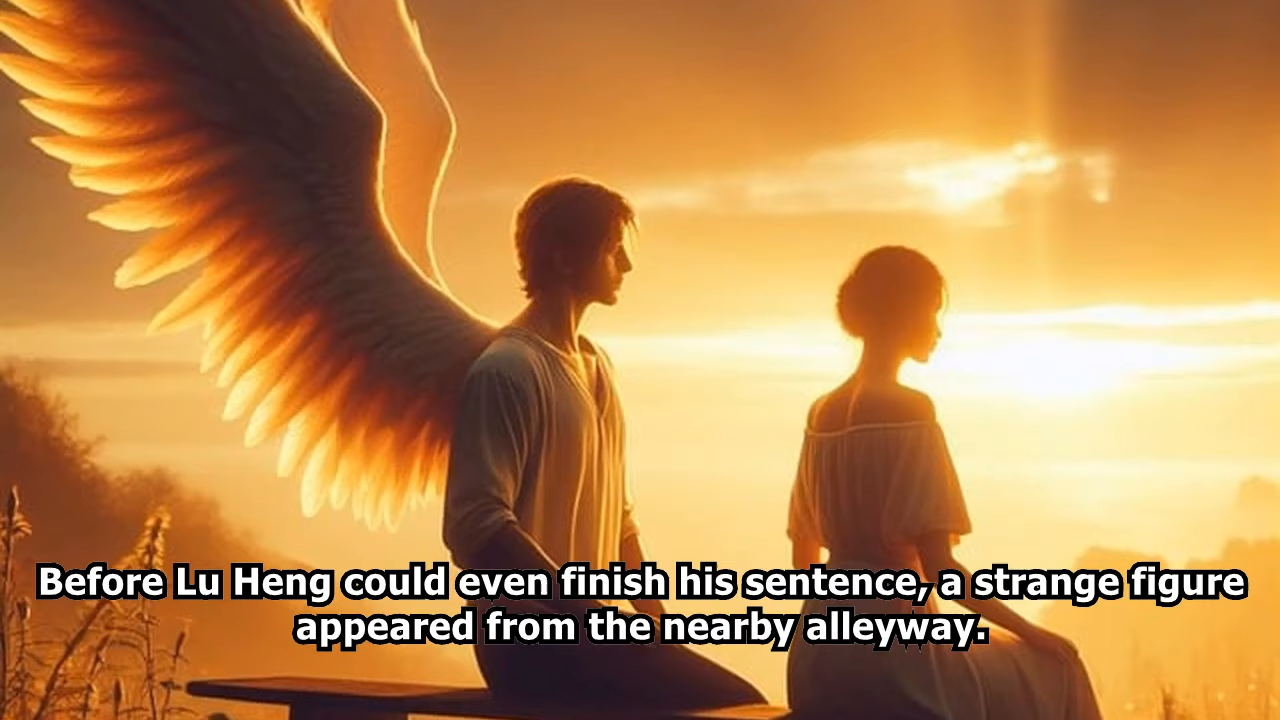 Before Lu Heng could even finish his sentence, a strange figure
appeared from the nearby alleyway.